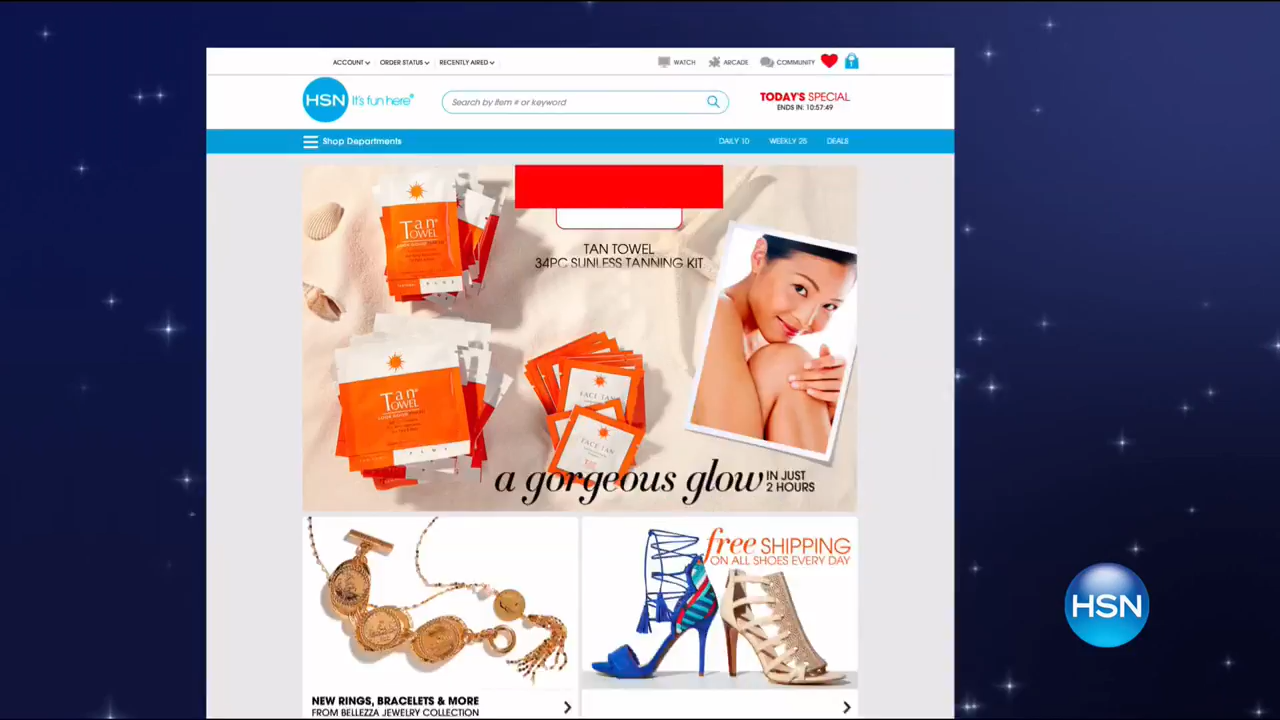 ACCOUNT ORDER STATUS RECENTLY AIRED WATCH ARCADE COMMUNITY
HSN It's fun here*
Search by item # or keyword
TODAY'S SPECIAL
ENDS IN: 10:57:49
Shop Departments DAILY 10 WEEKLY 25 DEALS
Tan
TOWEL
TAN TOWEL
34PC SUNLESS TANNING KIT
Tan
TOWEL
FACE TAN
FACE TAN
a gorgeous glow IN JUST
2 HOURS
free SHIPPING
ON ALL SHOES EVERY DAY
HSN
NEW RINGS, BRACELETS & MORE
FROM BELLEZZA JEWELRY COLLECTION